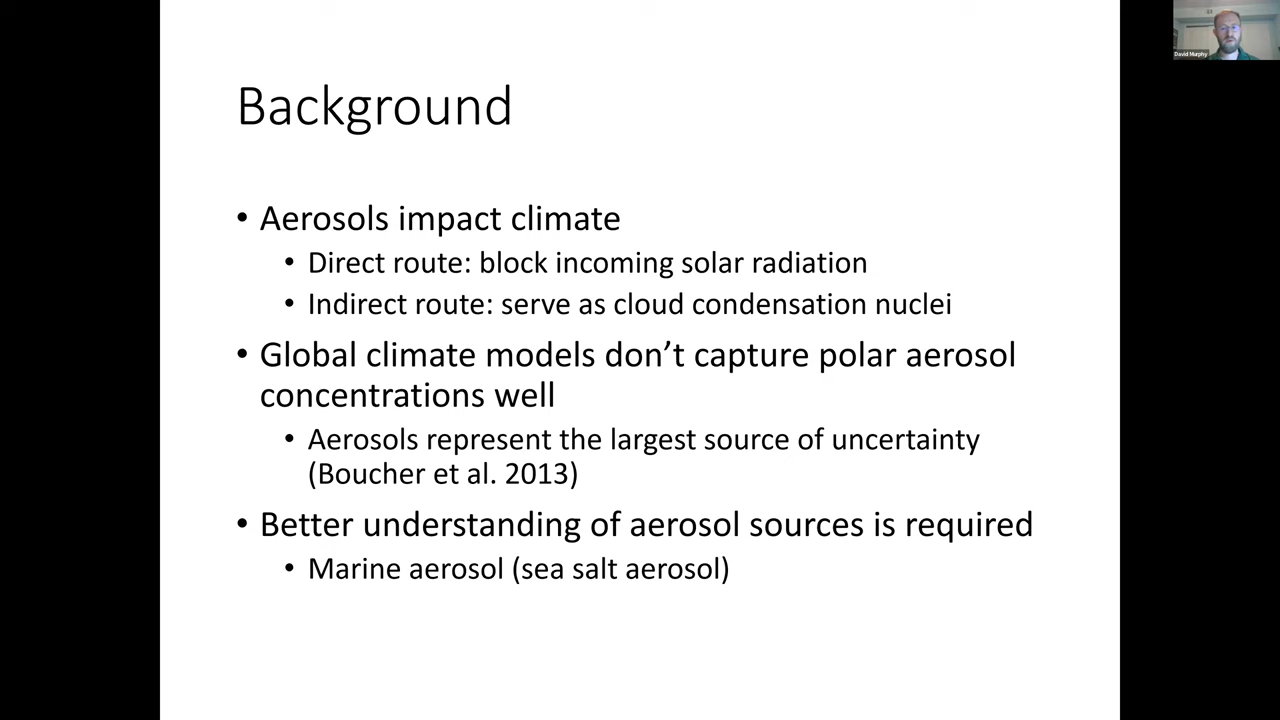 David Murphy
Background
• Aerosols impact climate
• Direct route: block incoming solar radiation
• Indirect route: serve as cloud condensation nuclei
• Global climate models don’t capture polar aerosol
concentrations well
• Aerosols represent the largest source of uncertainty
(Boucher et al. 2013)
• Better understanding of aerosol sources is required
• Marine aerosol (sea salt aerosol)